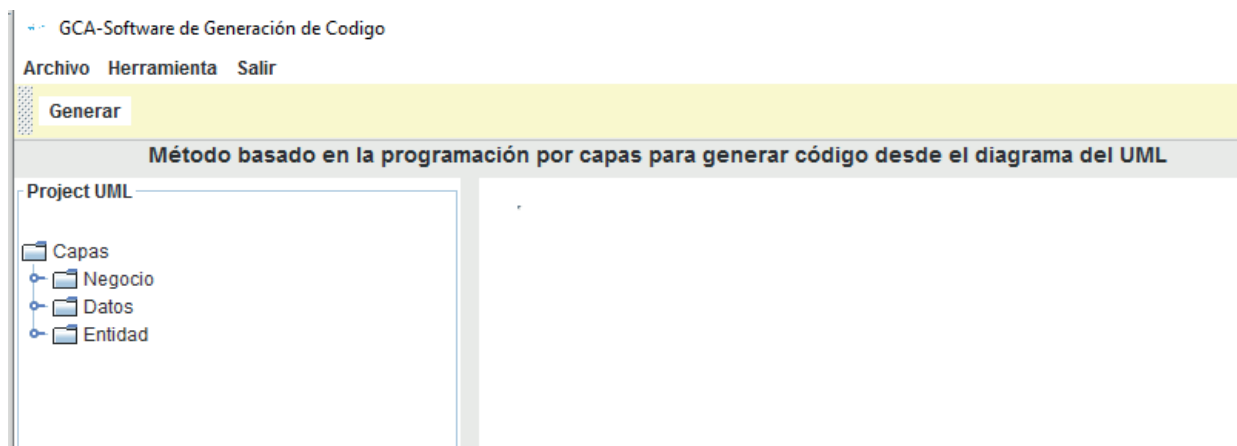 GCA-Software de Generación de Codigo
Archivo Herramienta Salir
Generar
Método basado en la programación por capas para generar código desde el diagrama del UML
Project UML
Capas
Negocio
Datos
Entidad